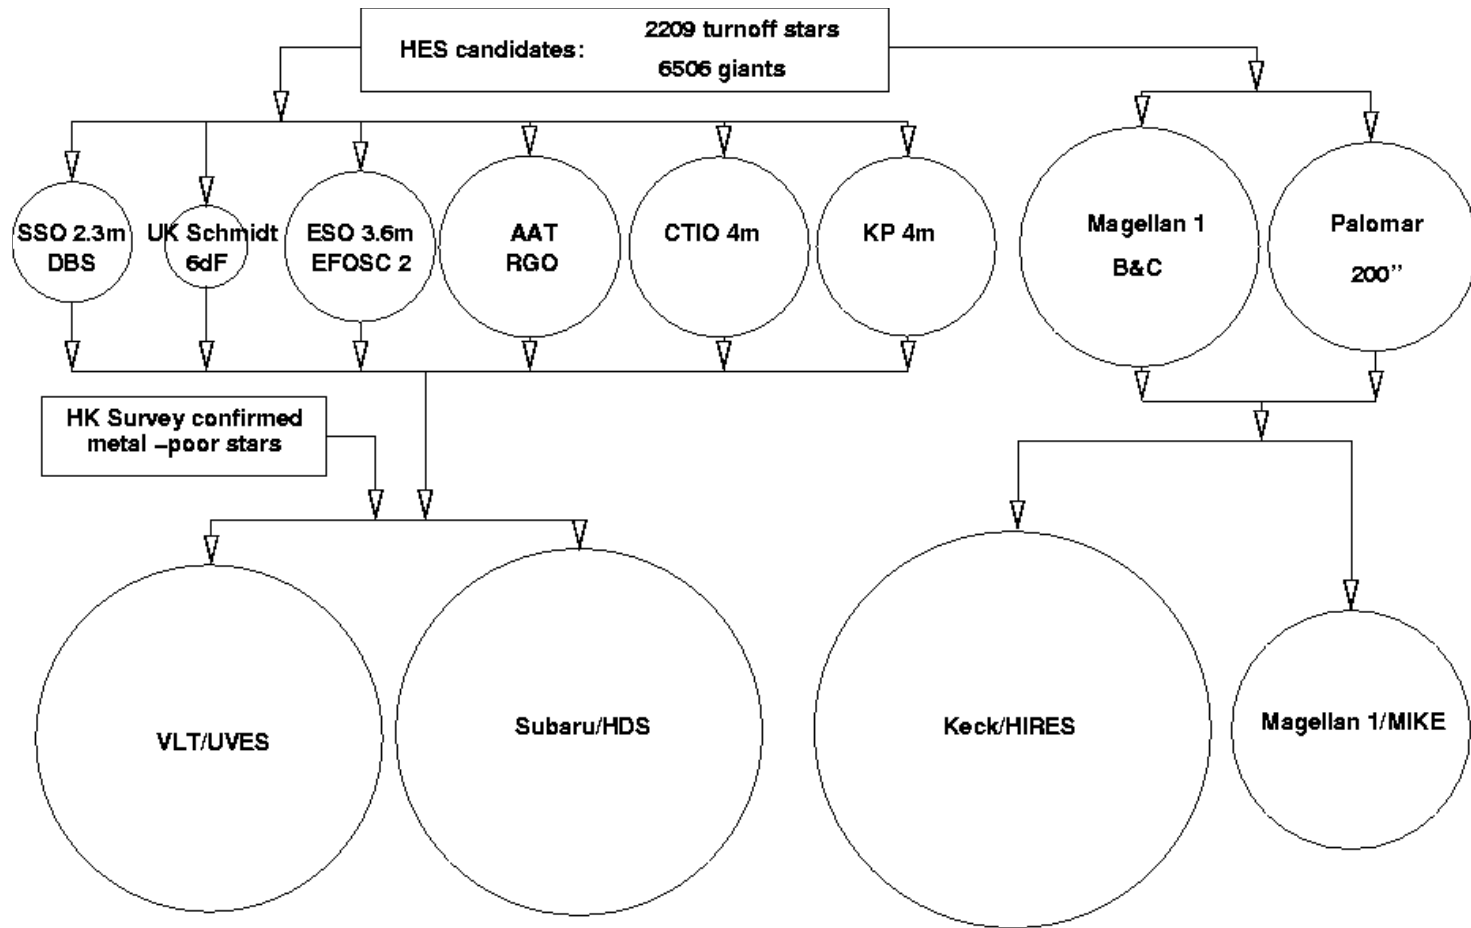 HES candidates:
2209 turnoff stars
6506 giants
SSO 2.3m
DBS
UK Schmidt
6dF
ESO 3.6m
EFOSC 2
AAT
RGO
CTIO 4m
KP 4m
Magellan 1
B&C
Palomar
200”
HK Survey confirmed
metal –poor stars
VLT/UVES
Subaru/HDS
Keck/HIRES
Magellan 1/MIKE